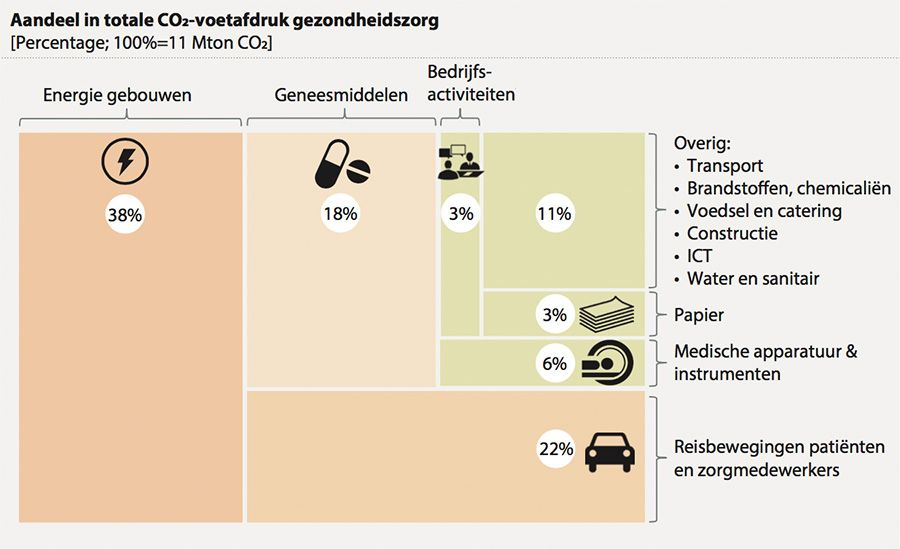 Aandeel in totale CO₂-voetafdruk gezondheidszorg
[Percentage; 100%=11 Mton CO₂]
Energie gebouwen
Geneesmiddelen
Bedrijfs-
activiteiten
38%
18%
3%
11%
Overig:
• Transport
• Brandstoffen, chemicaliën
• Voedsel en catering
• Constructie
• ICT
• Water en sanitair
3%
Papier
6%
Medische apparatuur &
instrumenten
22%
Reisbewegingen patiënten
en zorgmedewerkers